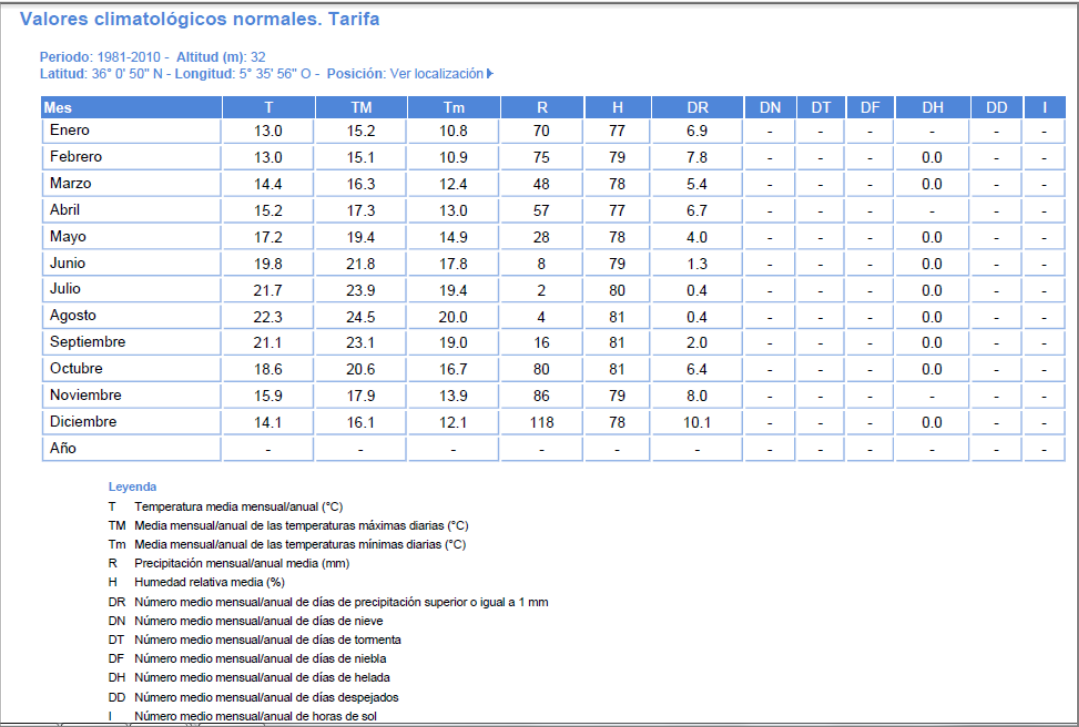 Valores climatológicos normales. Tarifa
Periodo: 1981-2010 - Altitud (m): 32
Latitud: 36° 0' 50" N - Longitud: 5° 35' 56" O - Posición: Ver localización
Mes T TM Tm R H DR DN DT DF DH DD I
Enero 13.0 15.2 10.8 70 77 6.9 - - - - - -
Febrero 13.0 15.1 10.9 75 79 7.8 - - - 0.0 - -
Marzo 14.4 16.3 12.4 48 78 5.4 - - - 0.0 - -
Abril 15.2 17.3 13.0 57 77 6.7 - - - - - -
Mayo 17.2 19.4 14.9 28 78 4.0 - - - 0.0 - -
Junio 19.8 21.8 17.8 8 79 1.3 - - - 0.0 - -
Julio 21.7 23.9 19.4 2 80 0.4 - - - 0.0 - -
Agosto 22.3 24.5 20.0 4 81 0.4 - - - 0.0 - -
Septiembre 21.1 23.1 19.0 16 81 2.0 - - - 0.0 - -
Octubre 18.6 20.6 16.7 80 81 6.4 - - - 0.0 - -
Noviembre 15.9 17.9 13.9 86 79 8.0 - - - - - -
Diciembre 14.1 16.1 12.1 118 78 10.1 - - - 0.0 - -
Año - - - - - - - - - - - -
Leyenda
T Temperatura media mensual/anual (°C)
TM Media mensual/anual de las temperaturas máximas diarias (°C)
Tm Media mensual/anual de las temperaturas mínimas diarias (°C)
R Precipitación mensual/anual media (mm)
H Humedad relativa media (%)
DR Número medio mensual/anual de días de precipitación superior o igual a 1 mm
DN Número medio mensual/anual de días de nieve
DT Número medio mensual/anual de días de tormenta
DF Número medio mensual/anual de días de niebla
DH Número medio mensual/anual de días de helada
DD Número medio mensual/anual de días despejados
I Número medio mensual/anual de horas de sol